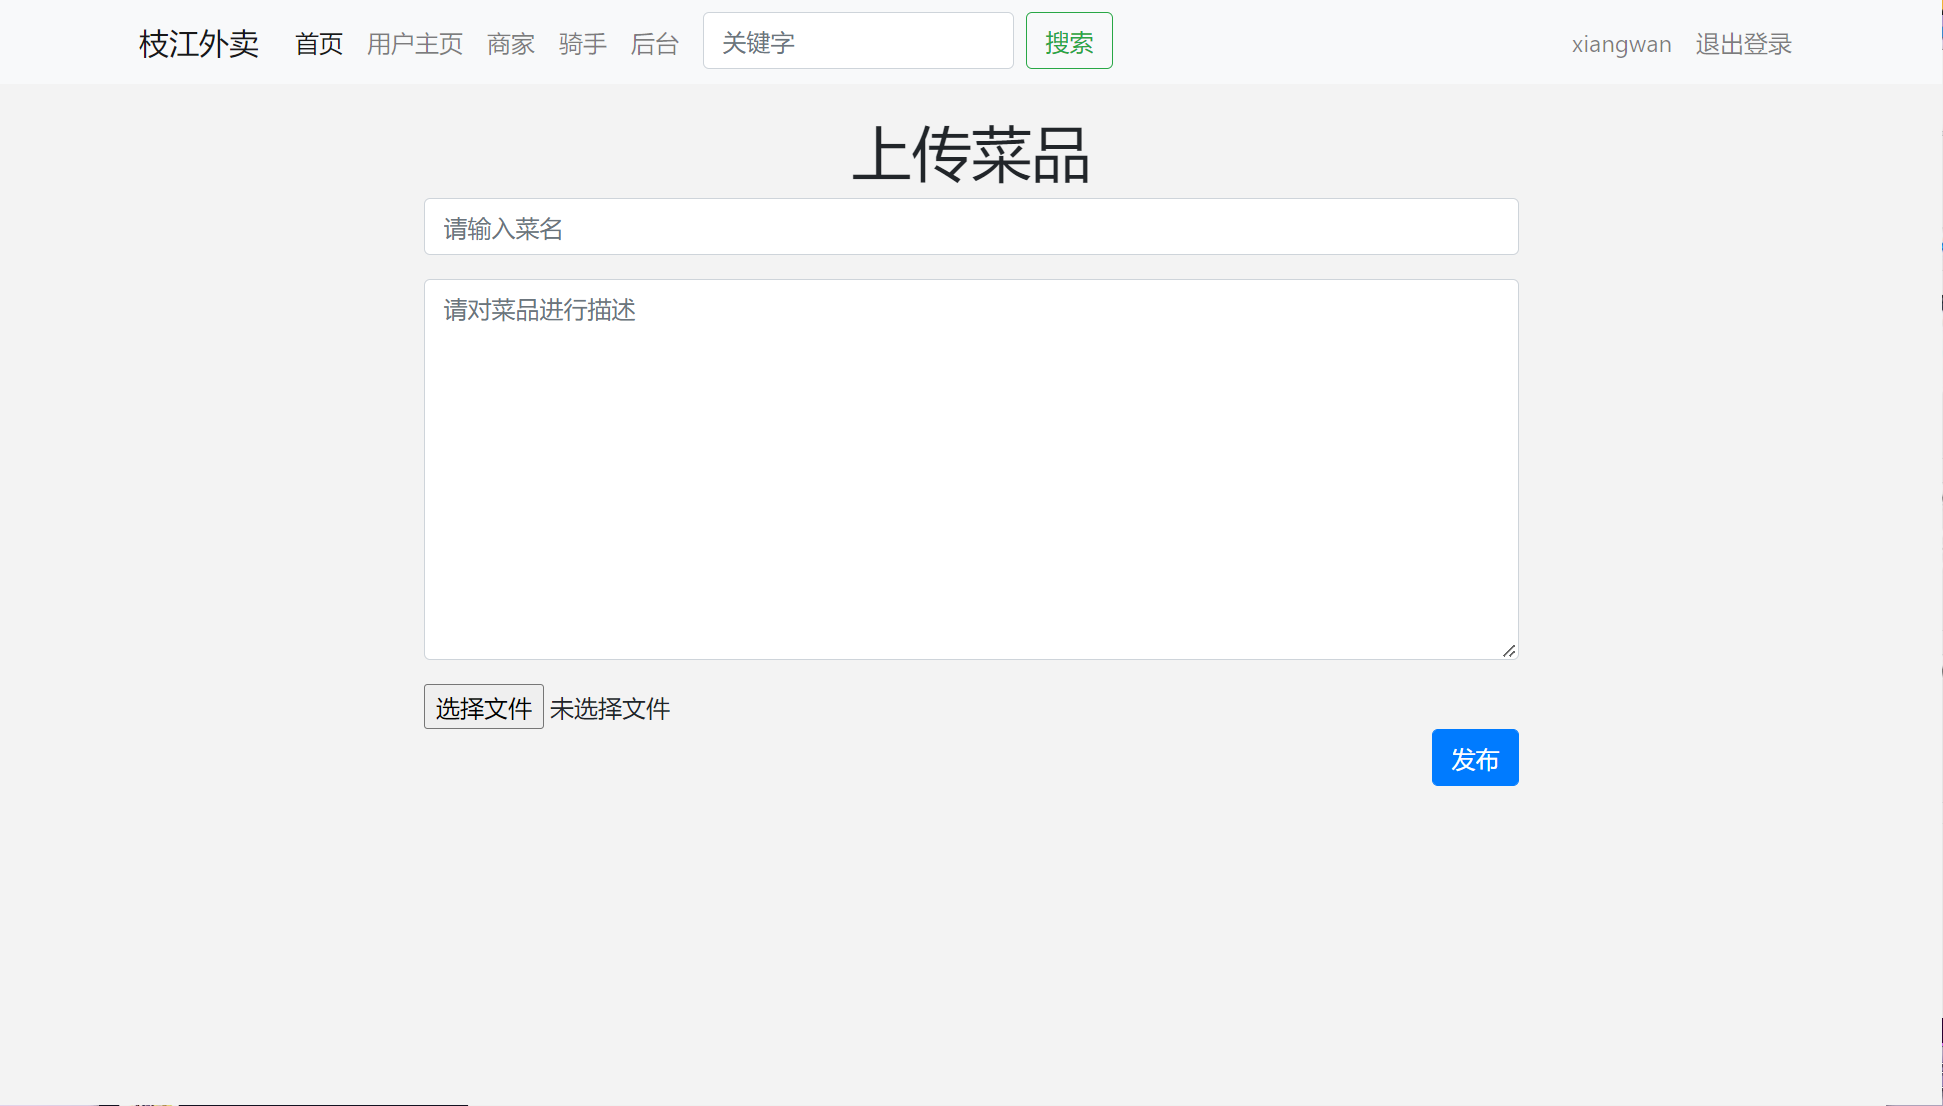 枝江外卖 首页 用户主页 商家 骑手 后台 关键字 搜索 xiangwan 退出登录
上传菜品
请输入菜名
请对菜品进行描述
选择文件 未选择文件
发布